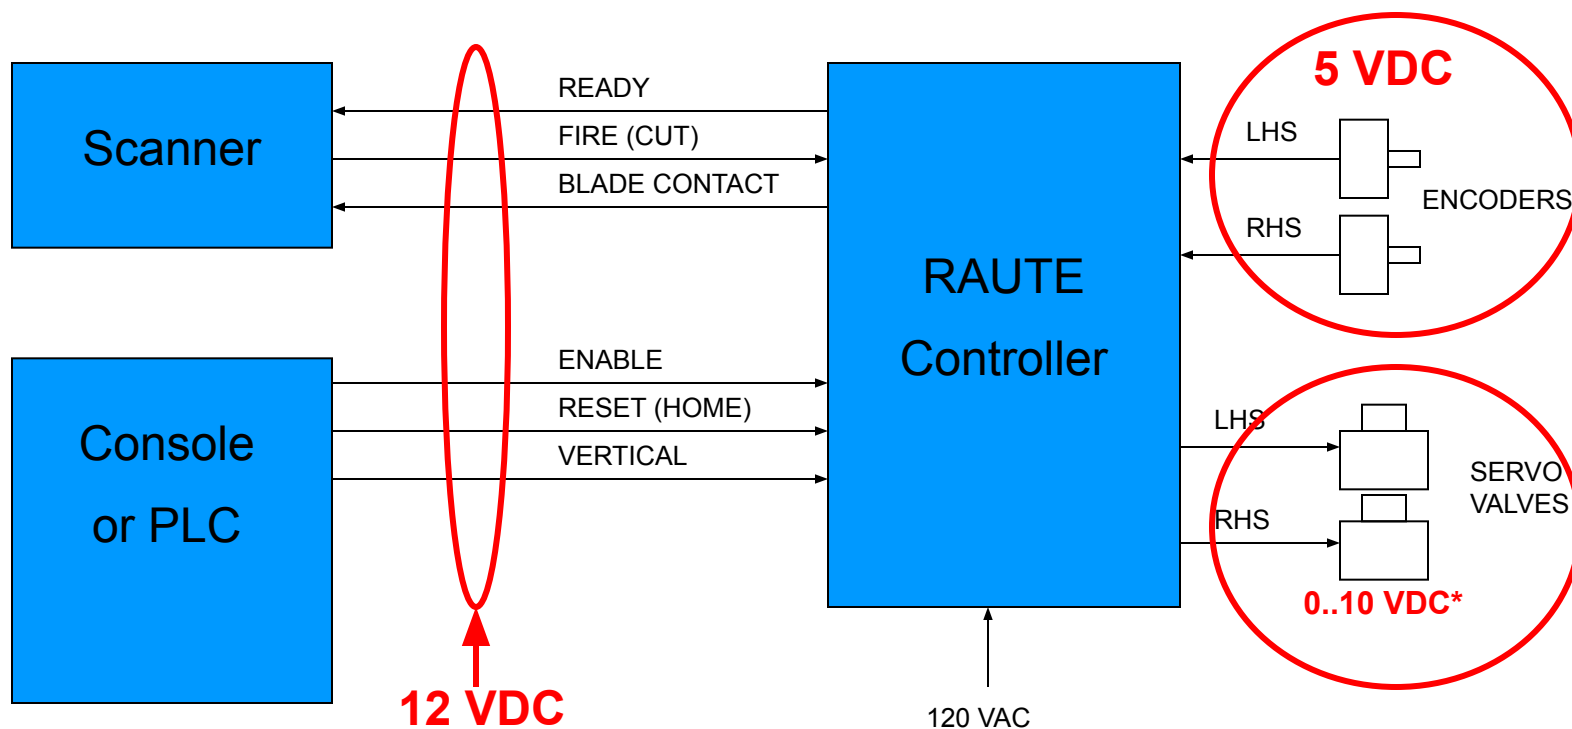 Scanner
READY
FIRE (CUT)
BLADE CONTACT
Console
or PLC
ENABLE
RESET (HOME)
VERTICAL
12 VDC
RAUTE
Controller
120 VAC
5 VDC
LHS
ENCODERS
RHS
LHS
SERVO
VALVES
RHS
0..10 VDC*